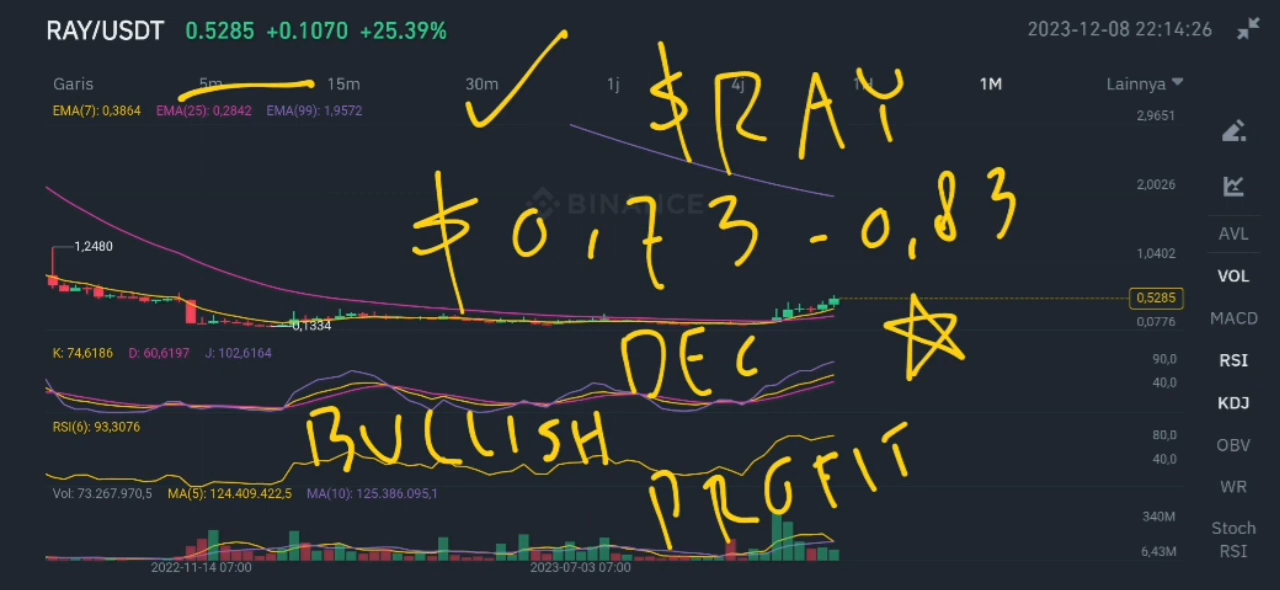 RAY/USDT 0.5285 +0.1070 +25.39% 2023-12-08 22:14:26
Garis 5m 15m 30m 1j 4j 1H 1M Lainnya
EMA(7): 0,3864 EMA(25): 0,2842 EMA(99): 1,9572
2,9651
$RAY
2,0026
BINANCE
$0,73-0,83
AVL
1,2480
1,0402
VOL
0,5285
0,0776
MACD
0,1334
DEC
K: 74,6186 D: 60,6197 J: 102,6164
90,0
RSI
40,0
KDJ
BULLISH
RSI(6): 93,3076
80,0
OBV
40,0
PROFIT
WR
Vol: 73.267.970,5 MA(5): 124.409.422,5 MA(10): 125.386.095,1
340M
Stoch
RSI
6,43M
2022-11-14 07:00 2023-07-03 07:00